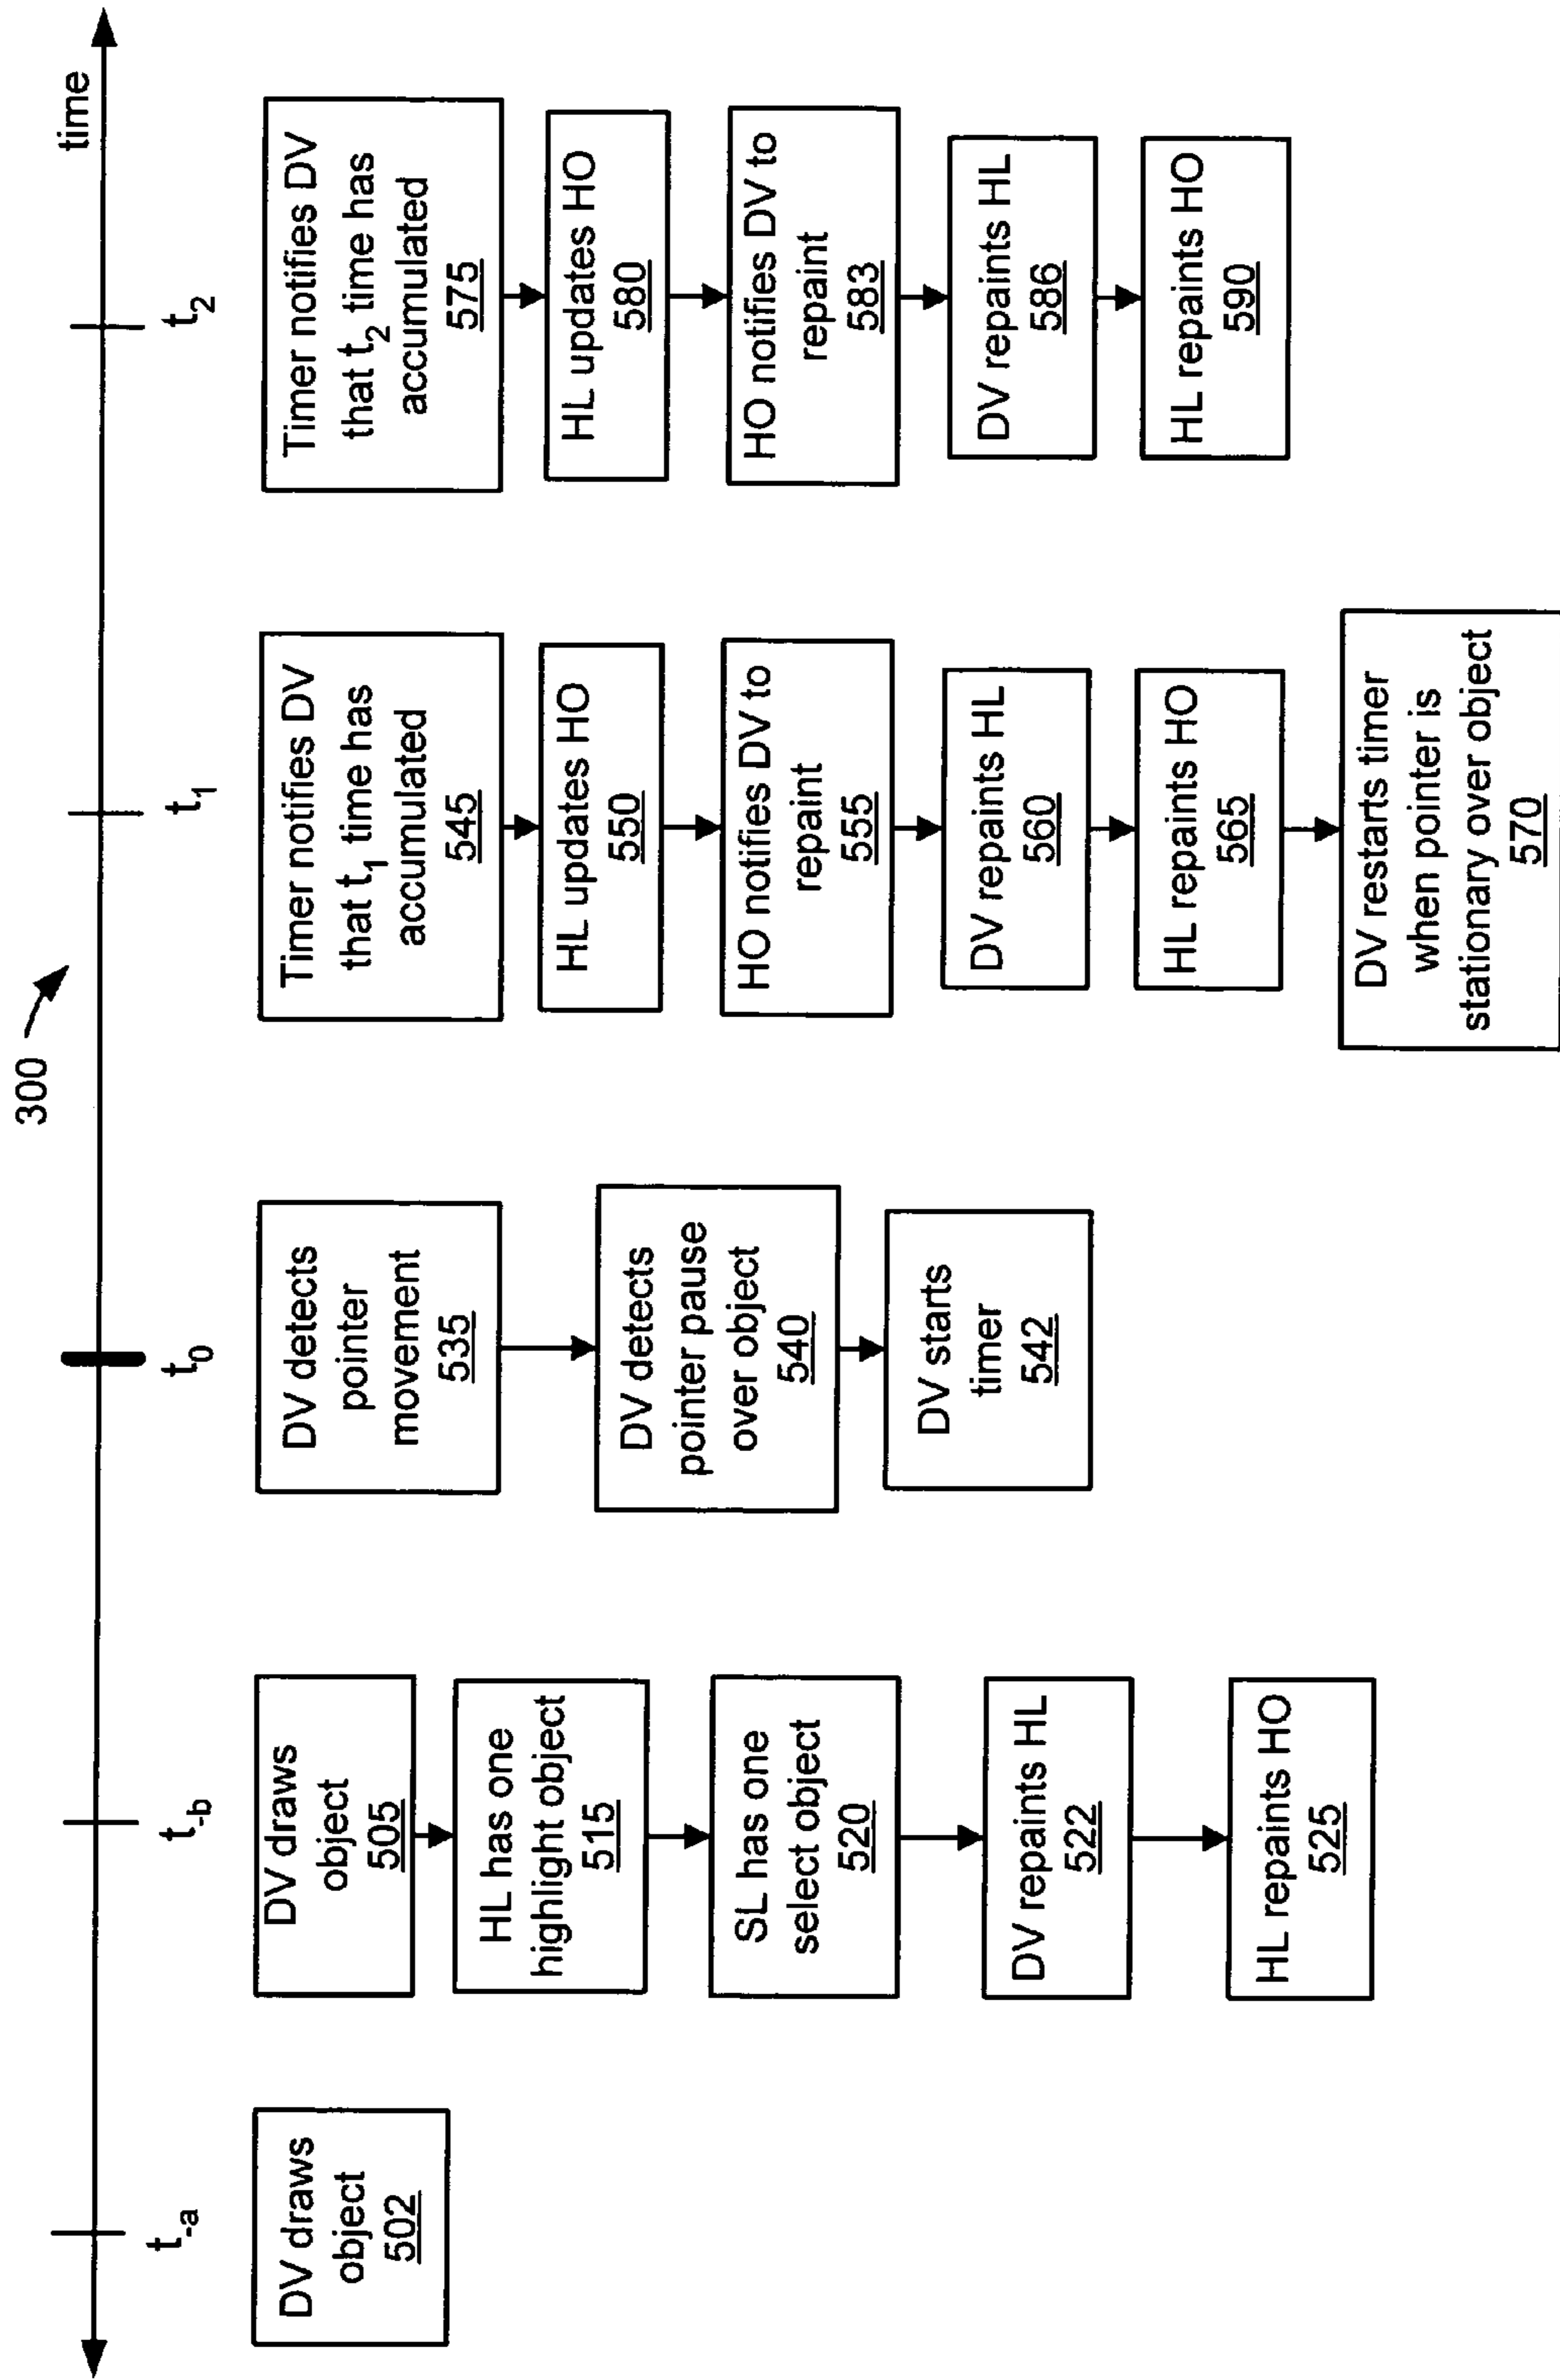 300
time
t-a
t-b
t0
t1
t2
DV draws
object
502
DV draws
object
505
HL has one
highlight object
515
SL has one
select object
520
DV repaints HL
522
HL repaints HO
525
DV detects
pointer
movement
535
DV detects
pointer pause
over object
540
DV starts
timer
542
Timer notifies DV
that t1 time has
accumulated
545
HL updates HO
550
HO notifies DV to
repaint
555
DV repaints HL
560
HL repaints HO
565
DV restarts timer
when pointer is
stationary over object
570
Timer notifies DV
that t2 time has
accumulated
575
HL updates HO
580
HO notifies DV to
repaint
583
DV repaints HL
586
HL repaints HO
590